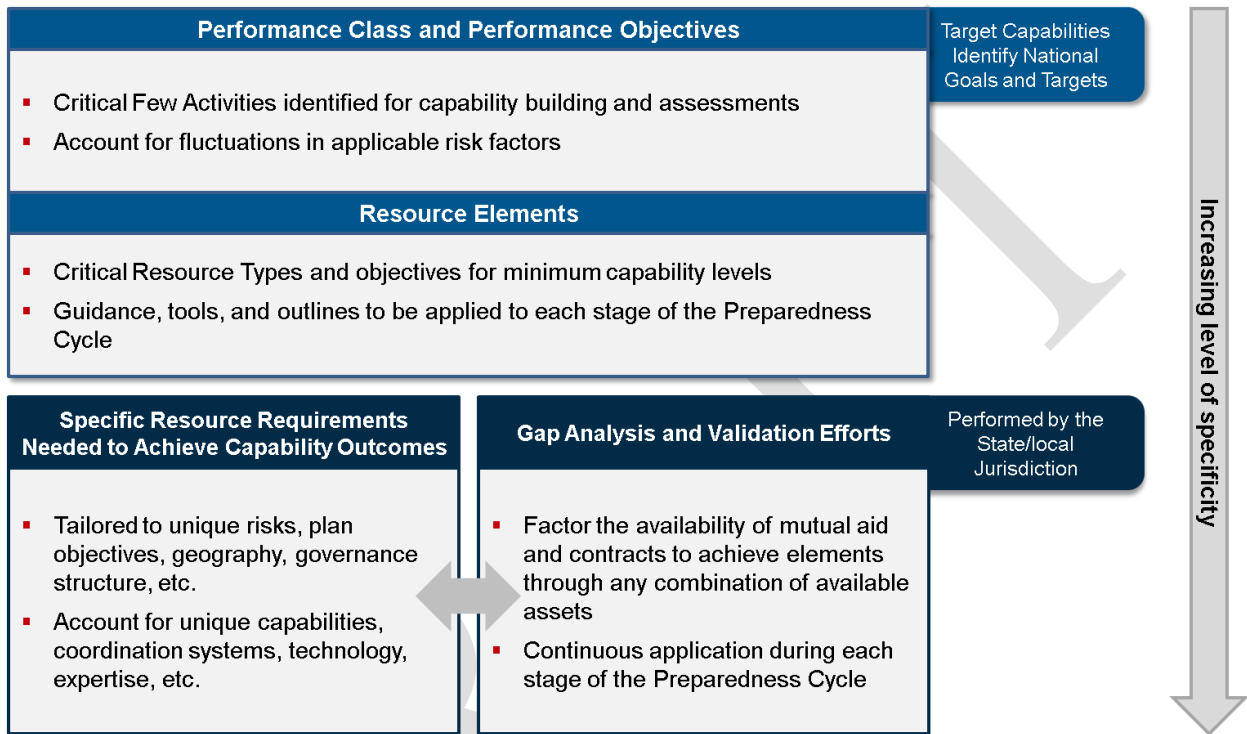 Performance Class and Performance Objectives
Target Capabilities
Identify National
Goals and Targets
▪ Critical Few Activities identified for capability building and assessments
▪ Account for fluctuations in applicable risk factors
Resource Elements
▪ Critical Resource Types and objectives for minimum capability levels
▪ Guidance, tools, and outlines to be applied to each stage of the Preparedness
Cycle
Specific Resource Requirements
Needed to Achieve Capability Outcomes
▪ Tailored to unique risks, plan
objectives, geography, governance
structure, etc.
▪ Account for unique capabilities,
coordination systems, technology,
expertise, etc.
Gap Analysis and Validation Efforts
▪ Factor the availability of mutual aid
and contracts to achieve elements
through any combination of available
assets
▪ Continuous application during each
stage of the Preparedness Cycle
Performed by the
State/local
Jurisdiction
Increasing level of specificity